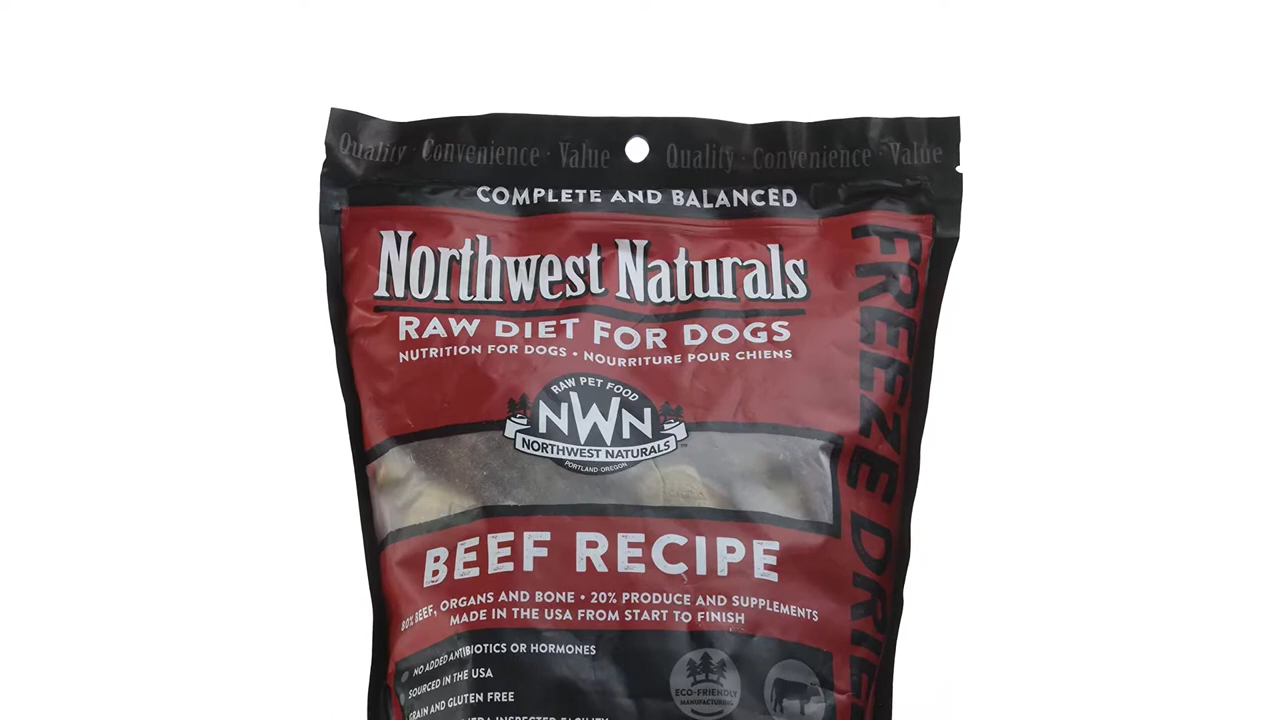 Quality · Convenience · Value Quality · Convenience · Value
COMPLETE AND BALANCED
Northwest Naturals
RAW DIET FOR DOGS
NUTRITION FOR DOGS • NOURRITURE POUR CHIENS
RAW PET FOOD
NWN
NORTHWEST NATURALS
PORTLAND·OREGON
FREEZE DRIED
BEEF RECIPE
80% BEEF, ORGANS AND BONE • 20% PRODUCE AND SUPPLEMENTS
MADE IN THE USA FROM START TO FINISH
NO ADDED ANTIBIOTICS OR HORMONES
SOURCED IN THE USA
GRAIN AND GLUTEN FREE
INSPECTED FACILITY
ECO-FRIENDLY
MANUFACTURING